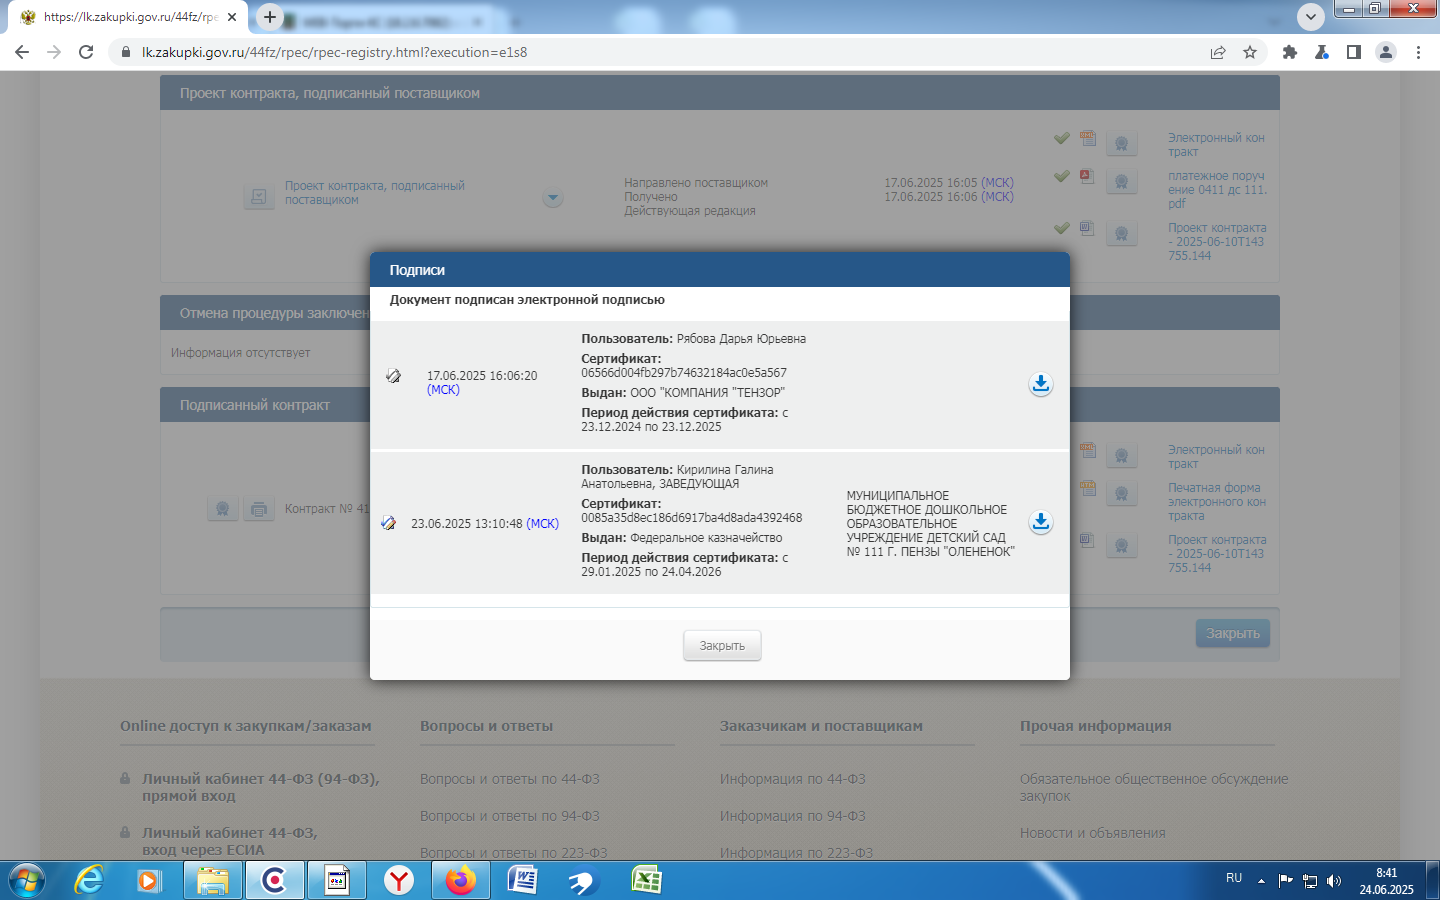 https://lk.zakupki.gov.ru/44fz/rpe
lk.zakupki.gov.ru/44fz/rpec/rpec-registry.html?execution=e1s8
Проект контракта, подписанный поставщиком
Проект контракта, подписанный
поставщиком
Направлено поставщиком
Получено
Действующая редакция
17.06.2025 16:05 (МСК)
17.06.2025 16:06 (МСК)
Электронный кон
тракт
платежное поруч
ение 0411 дс 111.
pdf
Проект контракта
- 2025-06-10T143
755.144
Подписи
Документ подписан электронной подписью
17.06.2025 16:06:20
(МСК)
Пользователь: Рябова Дарья Юрьевна
Сертификат:
06566d004fb297b74632184ac0e5a567
Выдан: ООО "КОМПАНИЯ "ТЕНЗОР"
Период действия сертификата: с
23.12.2024 по 23.12.2025
23.06.2025 13:10:48 (МСК)
Пользователь: Кирилина Галина
Анатольевна, ЗАВЕДУЮЩАЯ
Сертификат:
0085a35d8ec186d6917ba4d8ada4392468
Выдан: Федеральное казначейство
Период действия сертификата: с
29.01.2025 по 24.04.2026
МУНИЦИПАЛЬНОЕ
БЮДЖЕТНОЕ ДОШКОЛЬНОЕ
ОБРАЗОВАТЕЛЬНОЕ
УЧРЕЖДЕНИЕ ДЕТСКИЙ САД
№ 111 Г. ПЕНЗЫ "ОЛЕНЕНОК"
Закрыть
Отмена процедуры заключен
Информация отсутствует
Подписанный контракт
Контракт № 41
Электронный кон
тракт
Печатная форма
электронного кон
тракта
Проект контракта
- 2025-06-10T143
755.144
Закрыть
Online доступ к закупкам/заказам
Личный кабинет 44-ФЗ (94-ФЗ),
прямой вход
Личный кабинет 44-ФЗ,
вход через ЕСИА
Вопросы и ответы
Вопросы и ответы по 44-ФЗ
Вопросы и ответы по 94-ФЗ
Вопросы и ответы по 223-ФЗ
Заказчикам и поставщикам
Информация по 44-ФЗ
Информация по 94-ФЗ
Информация по 223-ФЗ
Прочая информация
Обязательное общественное обсуждение
закупок
Новости и объявления
RU
8:41
24.06.2025